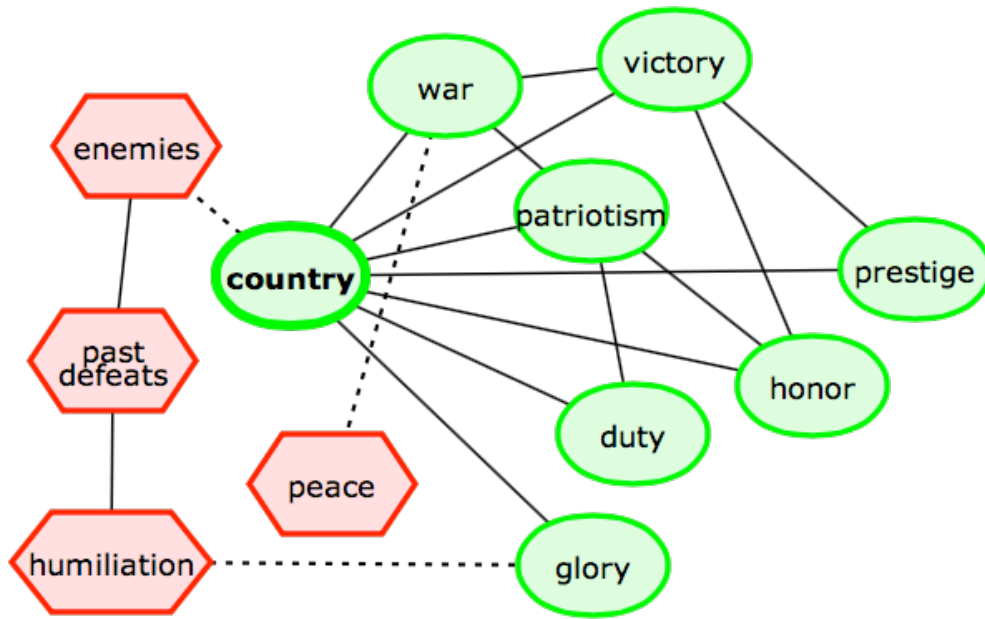 victory
war
enemies
patriotism
prestige
country
past
defeats
honor
duty
peace
humiliation
glory